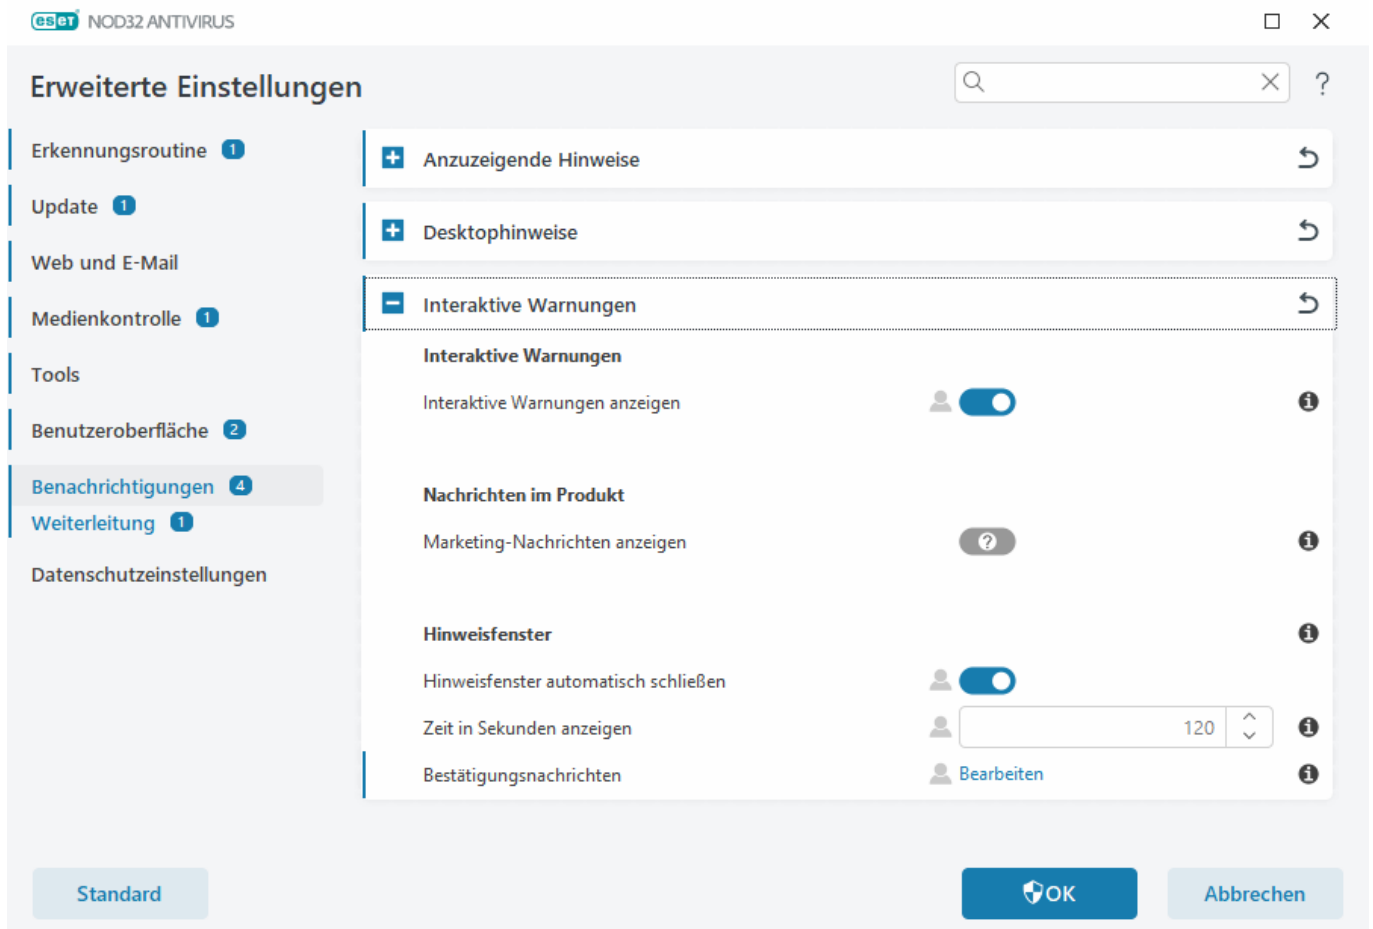 eset NOD32 ANTIVIRUS
Erweiterte Einstellungen
?
Erkennungsroutine 1
Update 1
Web und E-Mail
Medienkontrolle 1
Tools
Benutzeroberfläche 2
Benachrichtigungen 4
Weiterleitung 1
Datenschutzeinstellungen
Anzuzeigende Hinweise
Desktophinweise
Interaktive Warnungen
Interaktive Warnungen
Interaktive Warnungen anzeigen
Nachrichten im Produkt
Marketing-Nachrichten anzeigen ?
Hinweisfenster
Hinweisfenster automatisch schließen
Zeit in Sekunden anzeigen 120
Bestätigungsnachrichten Bearbeiten
Standard OK Abbrechen